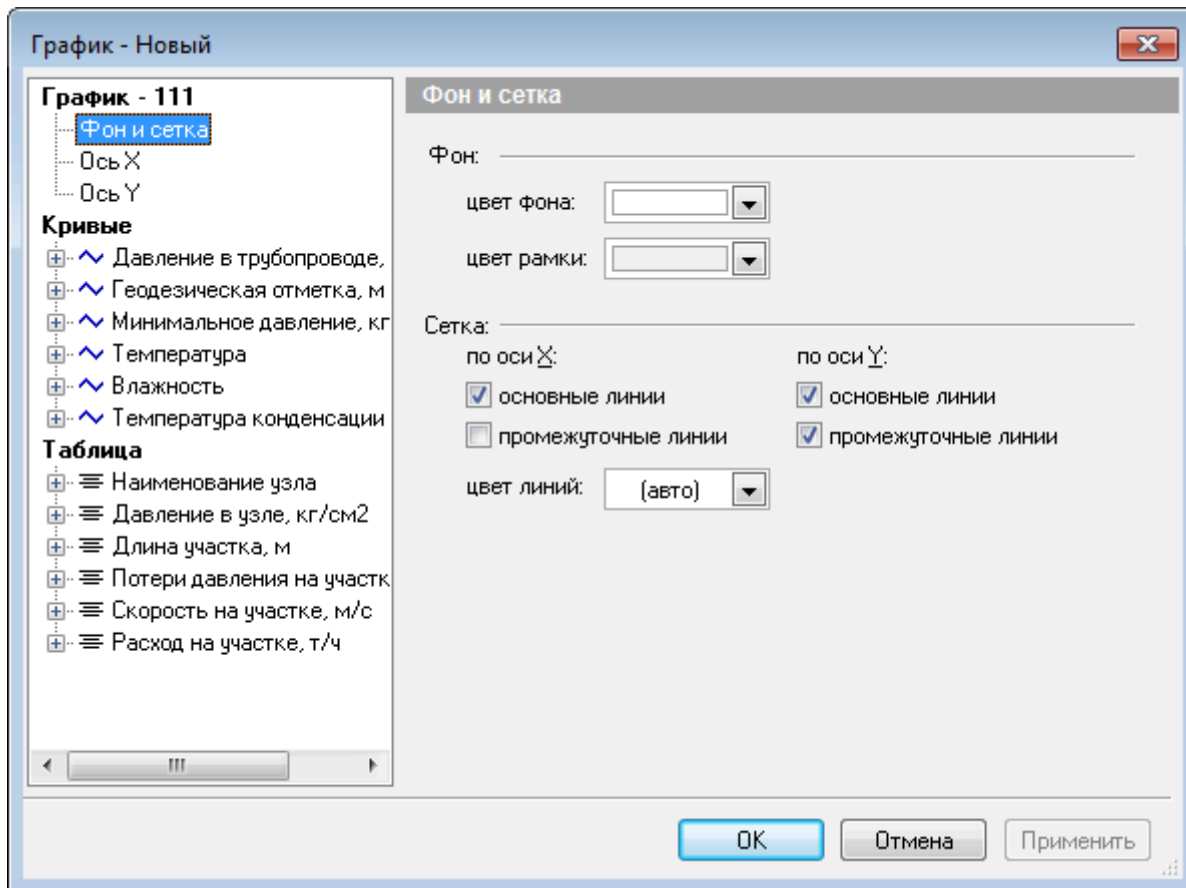 График - Новый
График - 111
Фон и сетка
Ось X
Ось Y
Кривые
Давление в трубопроводе,
Геодезическая отметка, м
Минимальное давление, кг
Температура
Влажность
Температура конденсации
Таблица
Наименование узла
Давление в узле, кг/см2
Длина участка, м
Потери давления на участк
Скорость на участке, м/с
Расход на участке, т/ч
Фон и сетка
Фон:
цвет фона:
цвет рамки:
Сетка:
по оси X: по оси Y:
основные линии основные линии
промежуточные линии промежуточные линии
цвет линий: (авто)
OK Отмена Применить